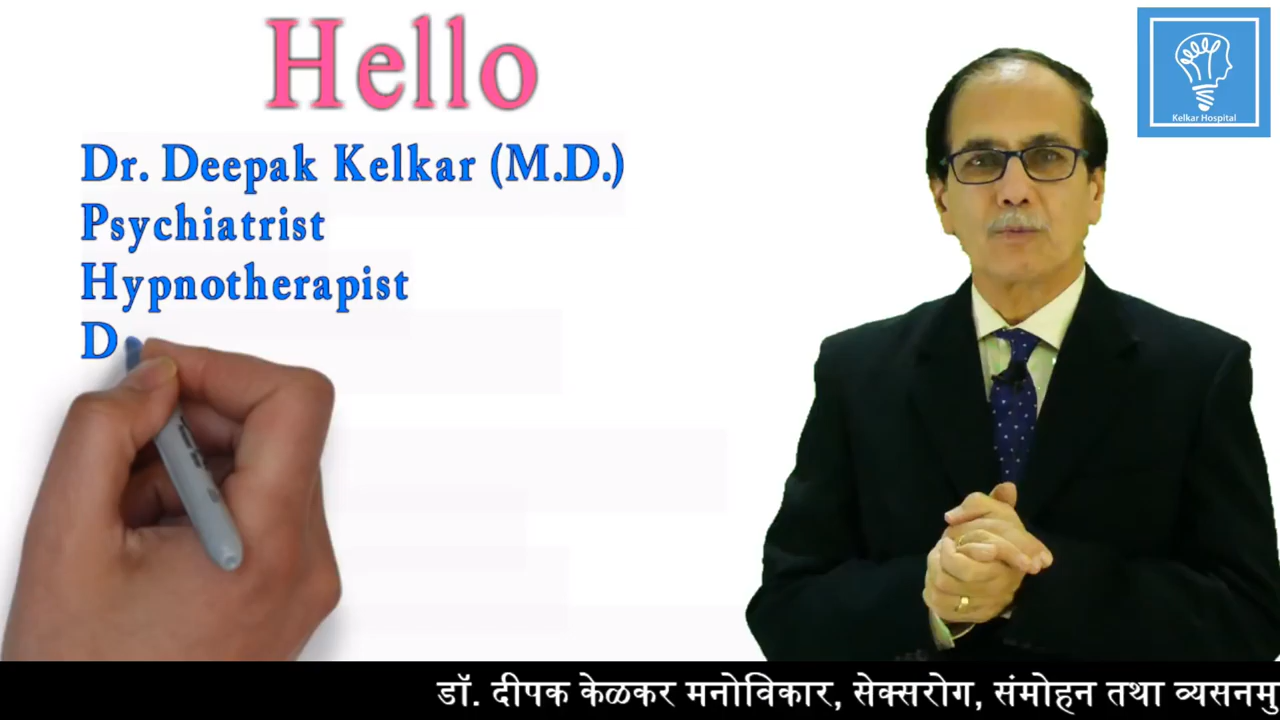 Hello
Kelkar Hospital
Dr. Deepak Kelkar (M.D.)
Psychiatrist
Hypnotherapist
D
डॉ. दीपक केळकर मनोविकार, सेक्सरोग, संमोहन तथा व्यसनमु